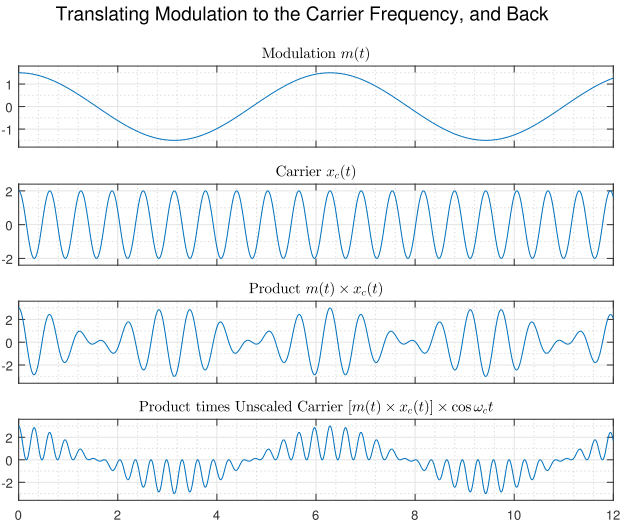 Translating Modulation to the Carrier Frequency, and Back
Modulation m(t)
1
0
-1
Carrier x_c(t)
2
0
-2
Product m(t) × x_c(t)
2
0
-2
Product times Unscaled Carrier [m(t) × x_c(t)] × cos ω_ct
2
0
-2
0 2 4 6 8 10 12